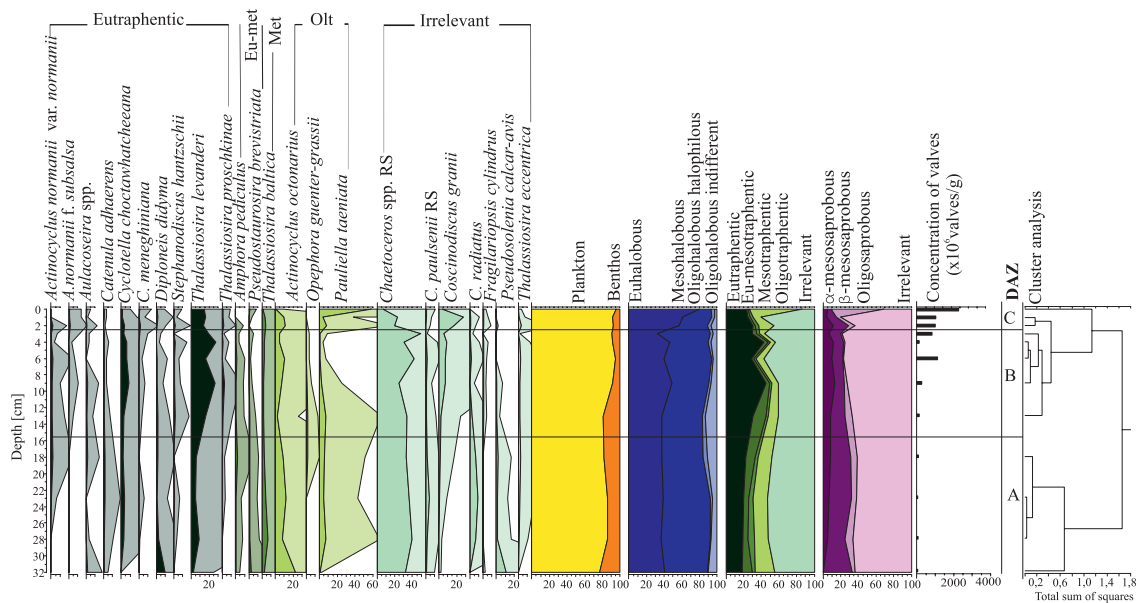 Eutraphentic
Eu-met
Met
Olt
Irrelevant
Actinocyclus normanii var. normanii
A.normanii f. subsalsa
Aulacoseira spp.
Catenula adhaerens
Cyclotella choctawhatcheeana
C. meneghiniana
Diploneis didyma
Stephanodiscus hantzschii
Thalassiosira levanderi
Thalassiosira proschkinae
Amphora pediculus
Pseudostaurosira brevistriata
Thalassiosira baltica
Actinocyclus octonarius
Opephora guenter-grassii
Pauliella taeniata
Chaetoceros spp. RS
C. paulsenii RS
Coscinodiscus granii
C. radiatus
Fragilariopsis cylindrus
Pseudosolenia calcar-avis
Thalassiosira eccentrica
Plankton
Benthos
Euhalobous
Mesohalobous
Oligohalobous halophilous
Oligohalobous indifferent
Eutraphentic
Eu-mesotraphentic
Mesotraphentic
Oligotraphentic
Irrelevant
α-mesosaprobous
β-mesosaprobous
Oligosaprobous
Irrelevant
Concentration of valves
(x10⁶valves/g)
DAZ
Cluster analysis
Depth [cm]
0
2
4
6
8
10
12
14
16
18
20
22
24
26
28
30
32
C
B
A
20 20 20 40 60 20 40 20 20 20 40 60 80 100 20 40 60 80 100 20 40 60 80 100 20 40 60 80 100 0 2000 4000 0,2 0,6 1,0 1,4 1,8
Total sum of squares